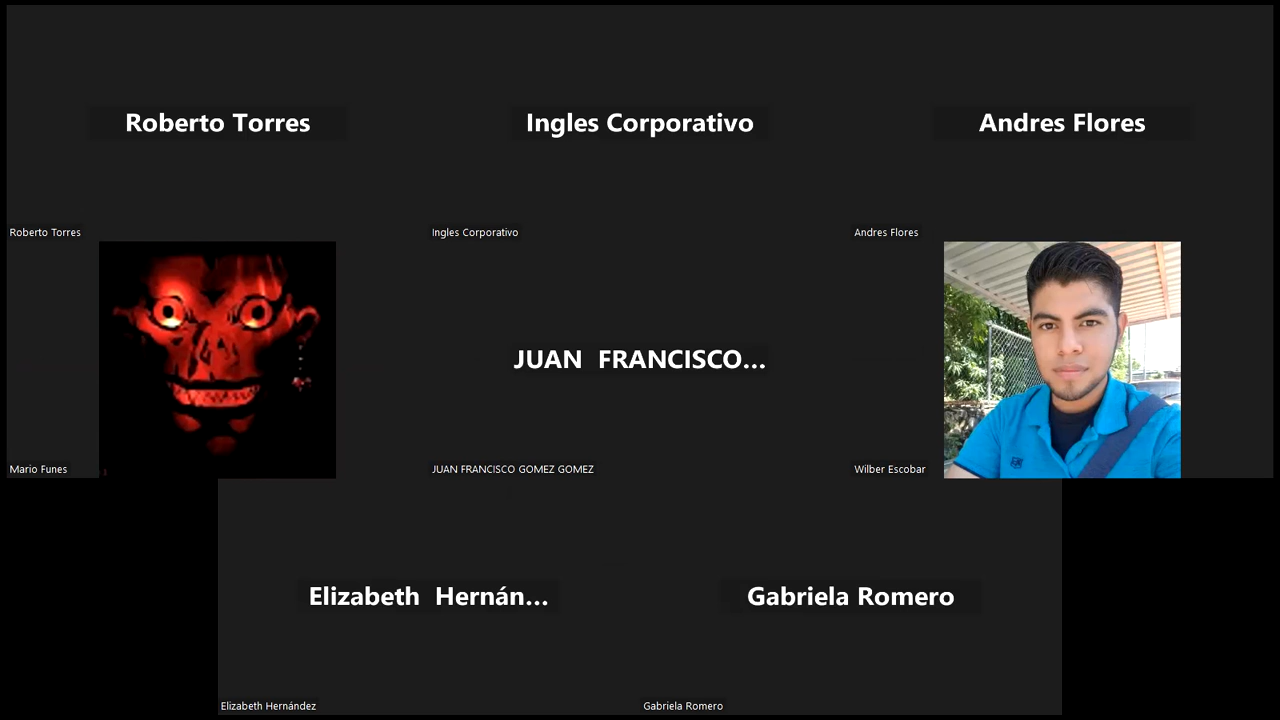 Roberto Torres
Ingles Corporativo
Andres Flores
Roberto Torres
Ingles Corporativo
Andres Flores
JUAN  FRANCISCO...
Mario Funes
JUAN FRANCISCO GOMEZ GOMEZ
Wilber Escobar
Elizabeth  Hernán...
Gabriela Romero
Elizabeth Hernández
Gabriela Romero